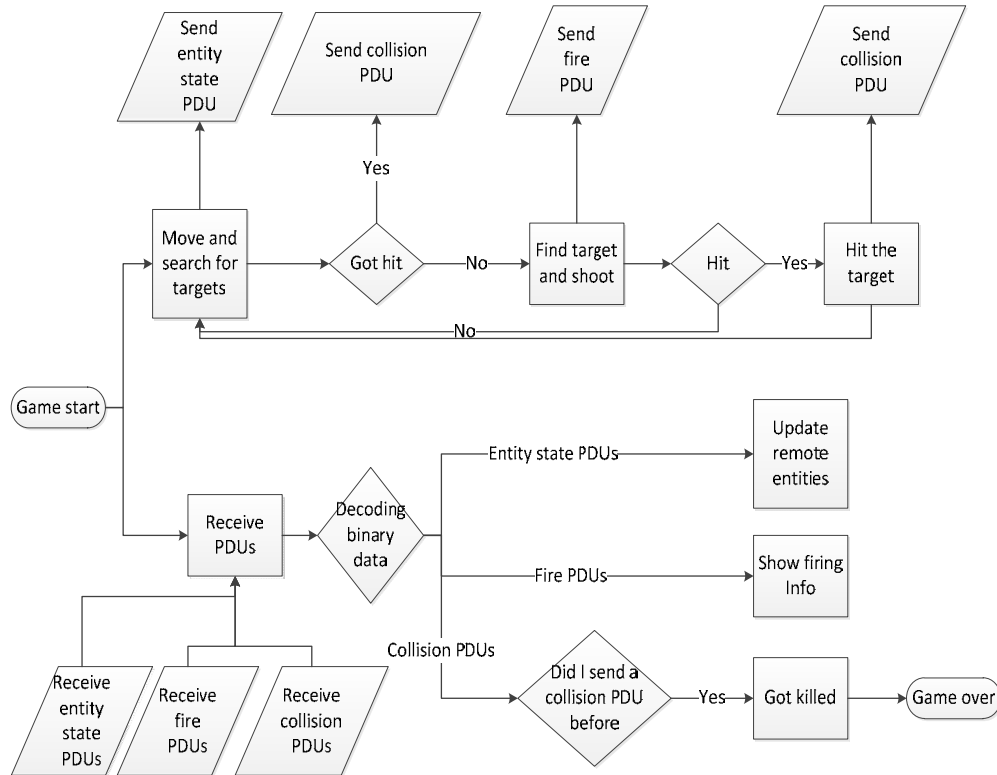 Send
entity
state
PDU
Send collision
PDU
Send
fire
PDU
Send
collision
PDU
Yes
Move and
search for
targets
Got hit
No
Find target
and shoot
Hit
Yes
Hit the
target
No
Game start
Entity state PDUs
Update
remote
entities
Receive
PDUs
Decoding
binary
data
Fire PDUs
Show firing
Info
Collision PDUs
Did I send a
collision PDU
before
Yes
Got killed
Game over
Receive
entity
state
PDUs
Receive
fire
PDUs
Receive
collision
PDUs